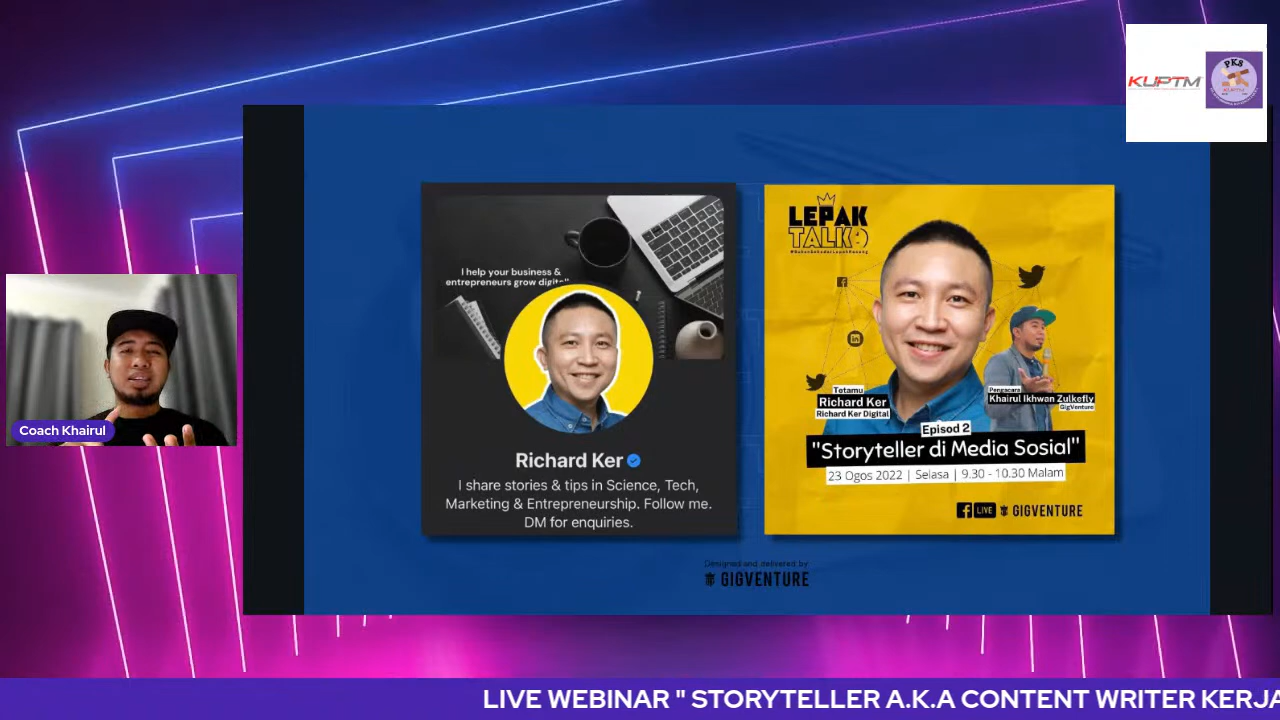 KUPTM
PKS
Coach Khairul
I help your business &
entrepreneurs grow digital"
Richard Ker
I share stories & tips in Science, Tech,
Marketing & Entrepreneurship. Follow me.
DM for enquiries.
LEPAK
TALK
Tetamu
Richard Ker
Richard Ker Digital
Pengacara
Khairul Ikhwan Zulkefly
GigVenture
Episod 2
"Storyteller di Media Sosial"
23 Ogos 2022 | Selasa | 9.30 - 10.30 Malam
LIVE GIGVENTURE
Designed and delivered by
GIGVENTURE
LIVE WEBINAR " STORYTELLER A.K.A CONTENT WRITER KERJA